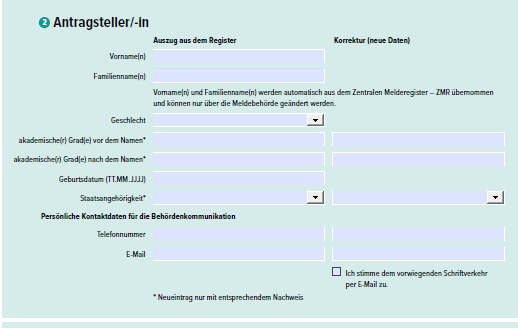 2 Antragsteller/-in
Auszug aus dem Register Korrektur (neue Daten)
Vorname(n)
Familienname(n)
Vorname(n) und Familienname(n) werden automatisch aus dem Zentralen Melderegister – ZMR übernommen
und können nur über die Meldebehörde geändert werden.
Geschlecht
akademische(r) Grad(e) vor dem Namen*
akademische(r) Grad(e) nach dem Namen*
Geburtsdatum (TT.MM.JJJJ)
Staatsangehörigkeit*
Persönliche Kontaktdaten für die Behördenkommunikation
Telefonnummer
E-Mail
Ich stimme dem vorwiegenden Schriftverkehr
per E-Mail zu.
* Neueintrag nur mit entsprechendem Nachweis